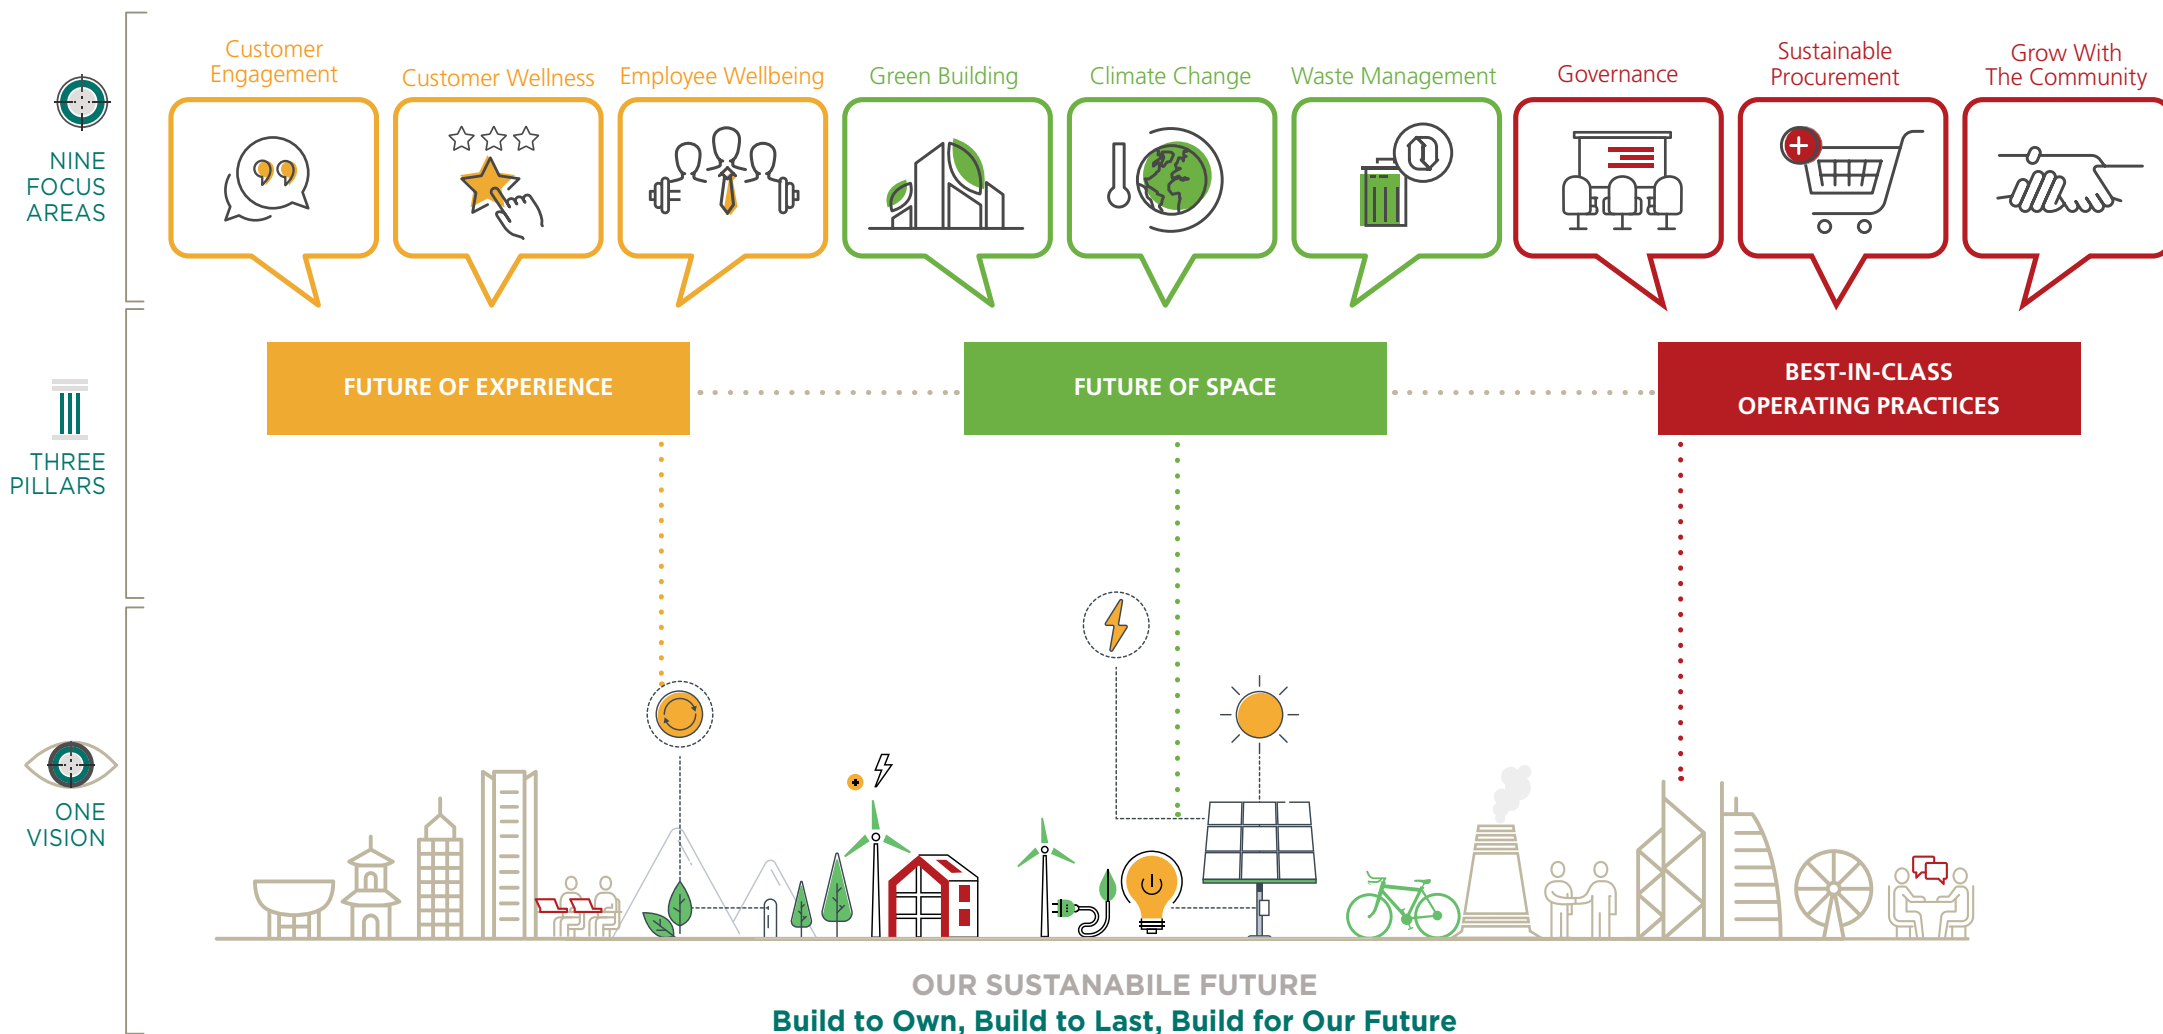 NINE
FOCUS
AREAS
Customer
Engagement
Customer Wellness
Employee Wellbeing
Green Building
Climate Change
Waste Management
Governance
Sustainable
Procurement
Grow With
The Community
THREE
PILLARS
FUTURE OF EXPERIENCE
FUTURE OF SPACE
BEST-IN-CLASS
OPERATING PRACTICES
ONE
VISION
OUR SUSTANABILE FUTURE
Build to Own, Build to Last, Build for Our Future